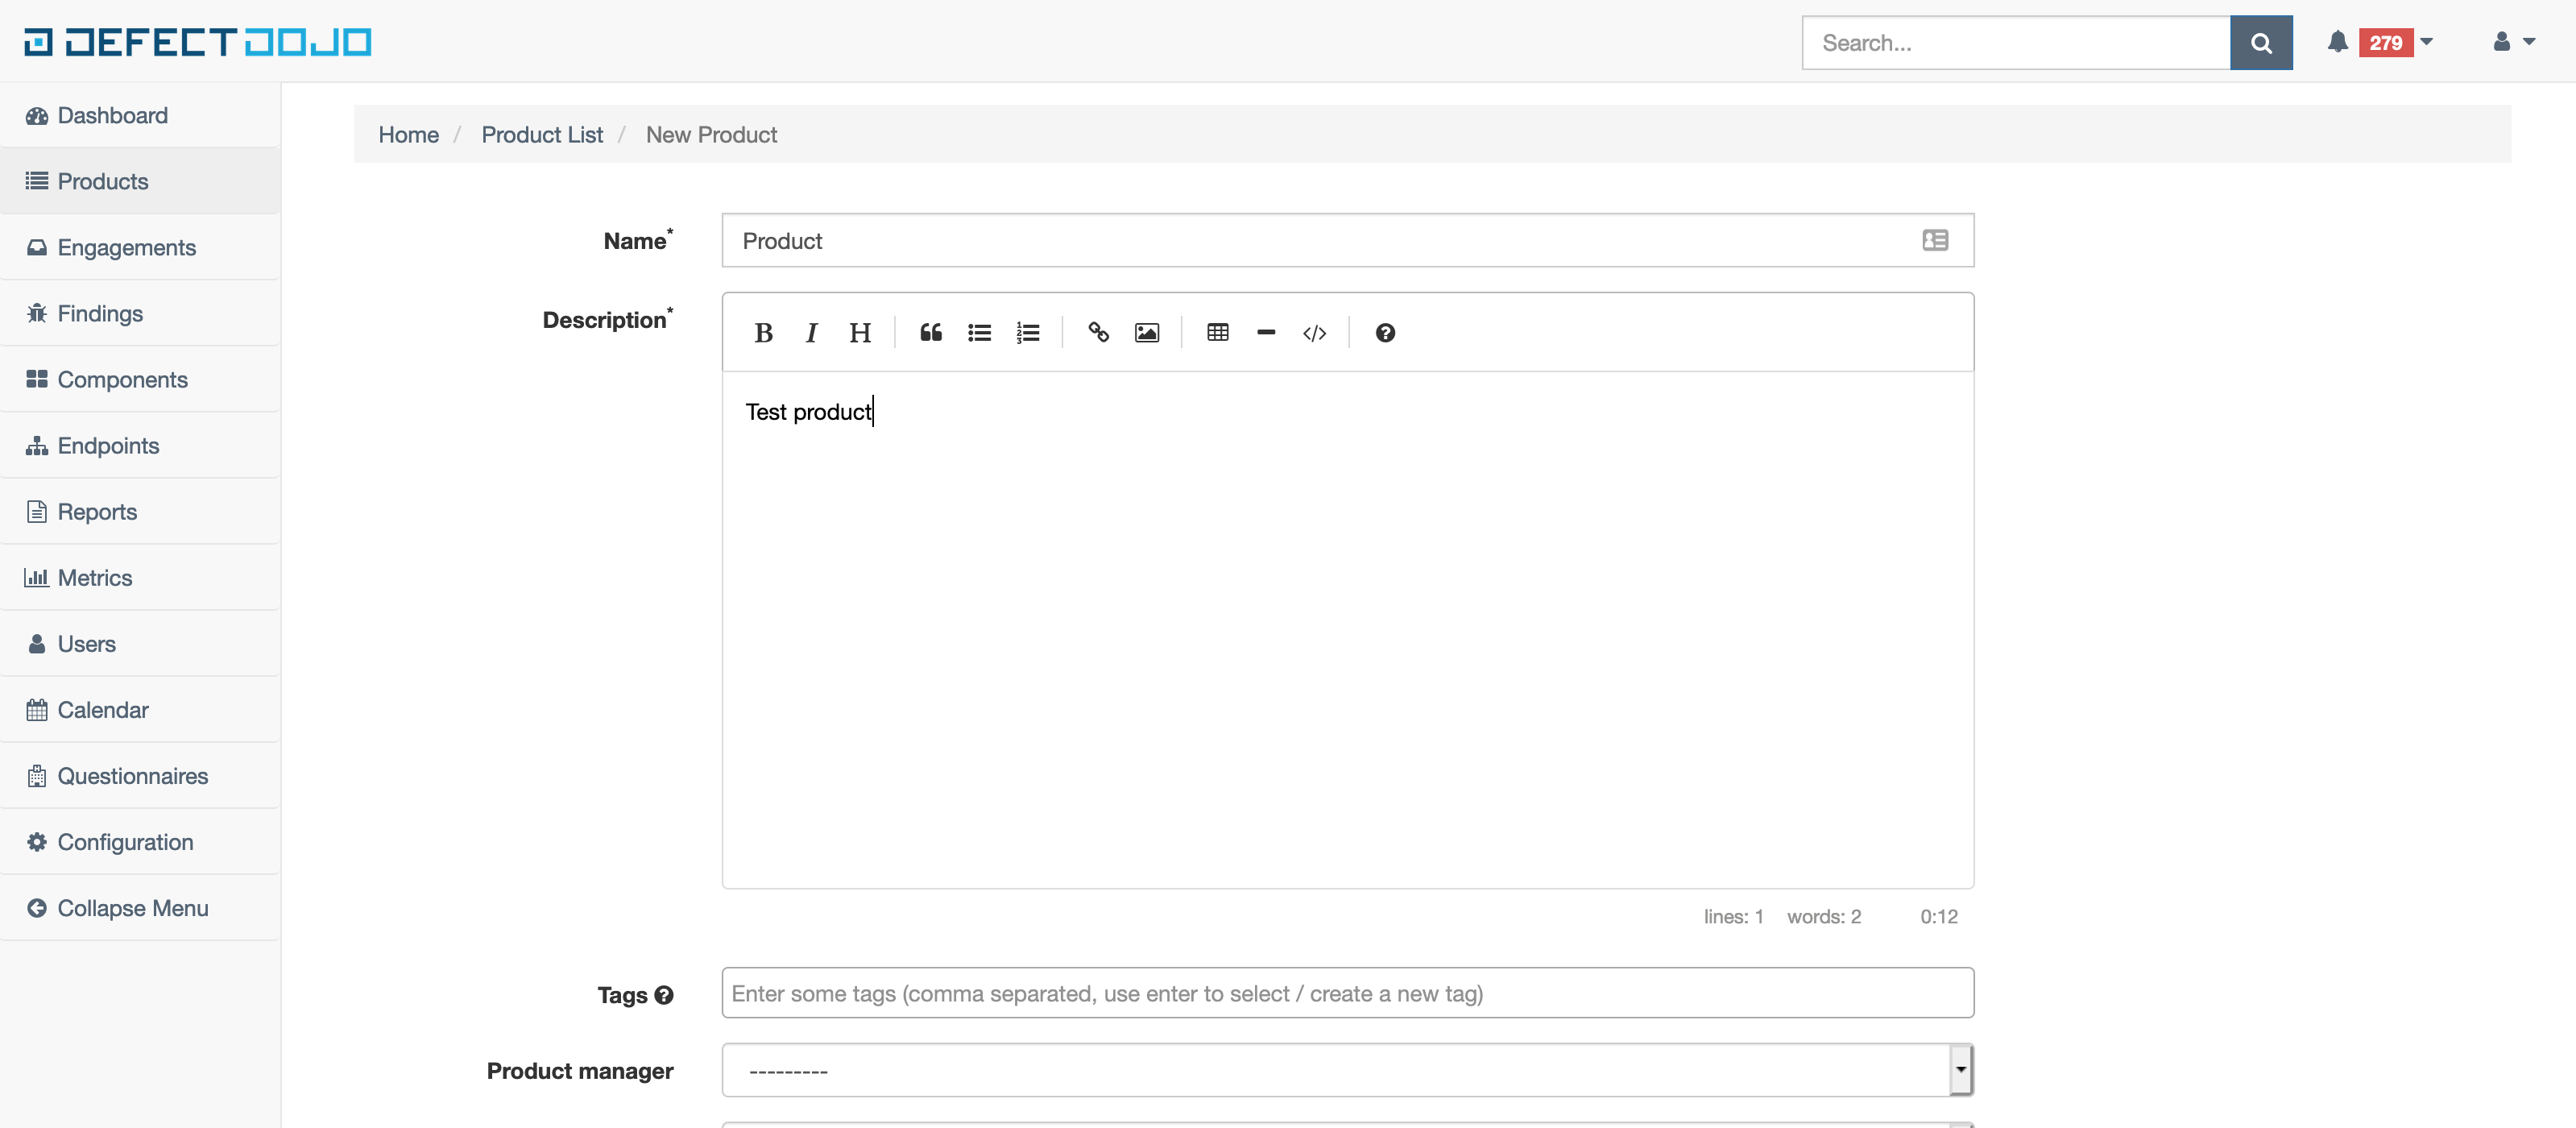 DEFECTDOJO
Search...
279
Dashboard
Products
Engagements
Findings
Components
Endpoints
Reports
Metrics
Users
Calendar
Questionnaires
Configuration
Collapse Menu
Home / Product List / New Product
Name*
Product
Description*
B I H
Test product
lines: 1 words: 2 0:12
Tags
Enter some tags (comma separated, use enter to select / create a new tag)
Product manager
---------